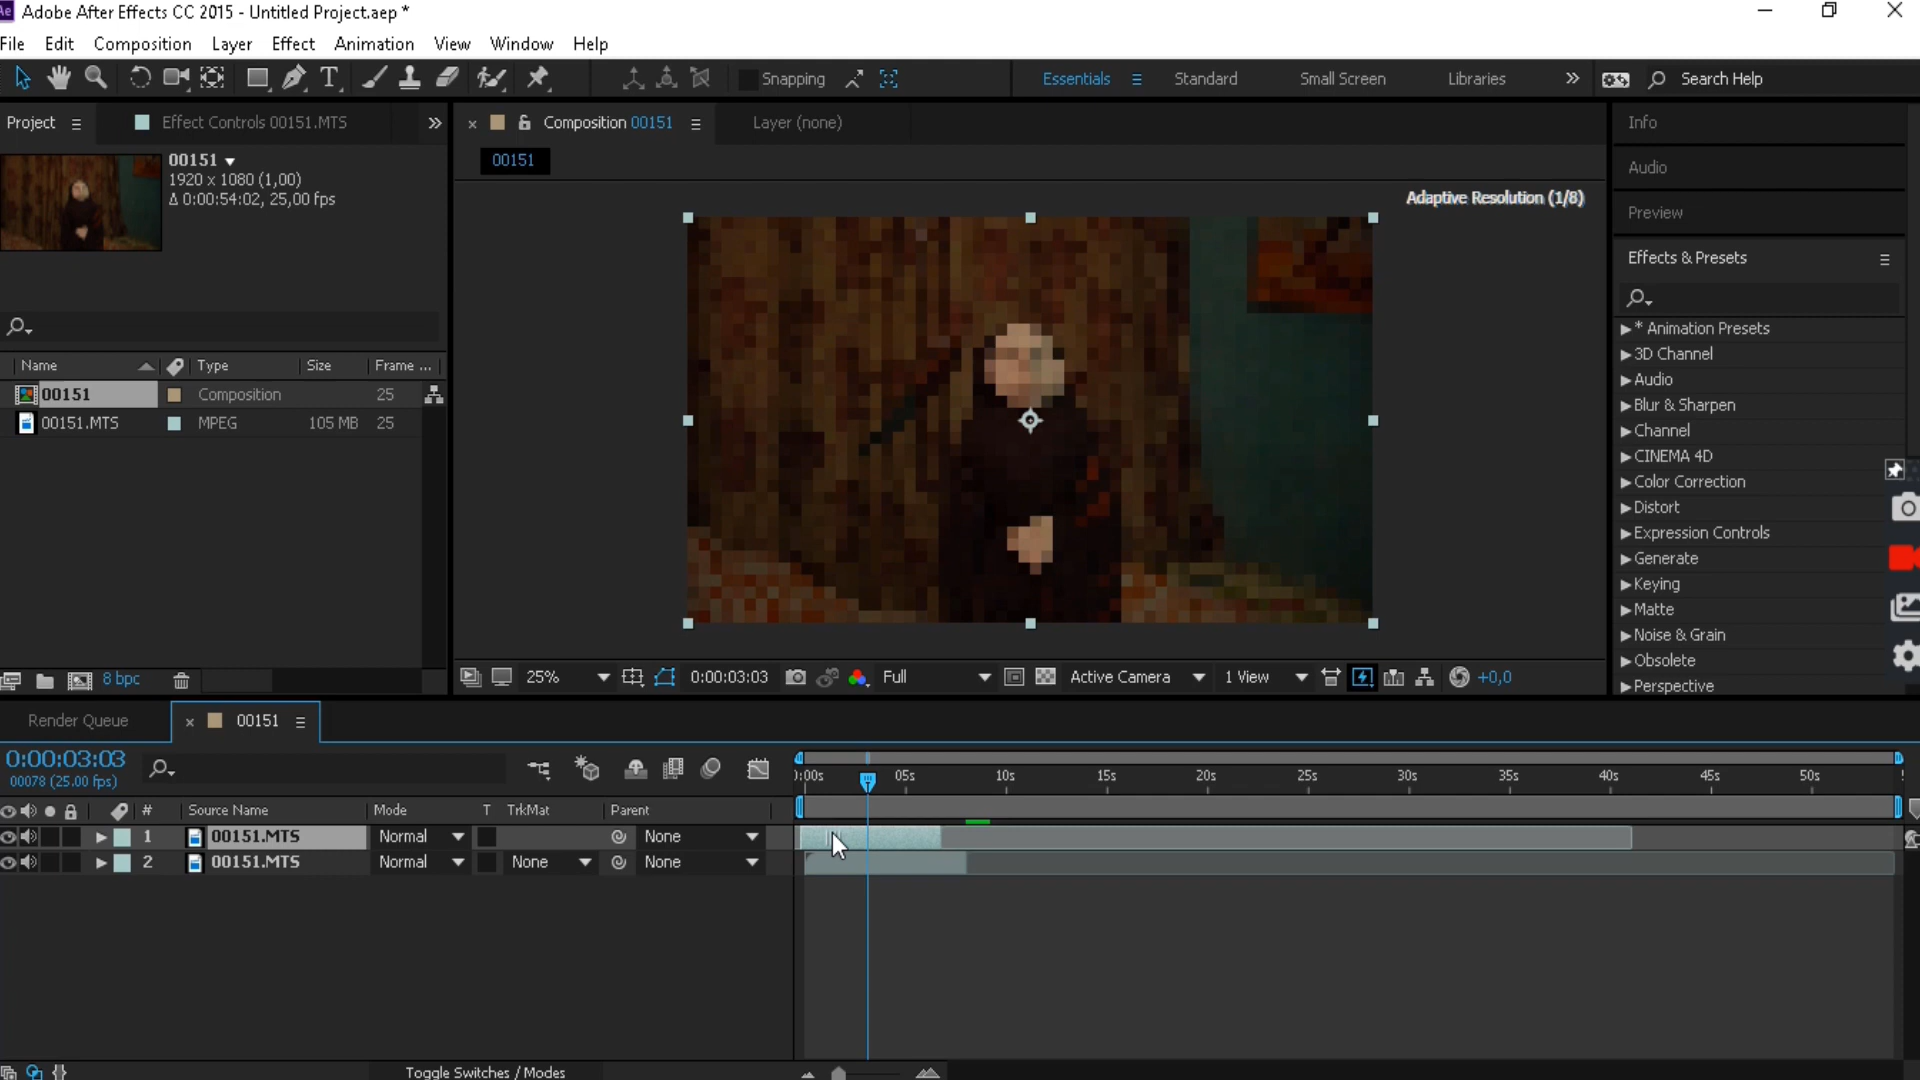 Ae Adobe After Effects CC 2015 - Untitled Project.aep *
File Edit Composition Layer Effect Animation View Window Help
T Snapping Essentials Standard Small Screen Libraries Search Help
Project Effect Controls 00151.MTS Composition 00151 Layer (none) Info
00151 00151
1920 x 1080 (1,00)
Δ 0:00:54:02, 25,00 fps
Adaptive Resolution (1/8)
Audio
Preview
Effects & Presets
* Animation Presets
3D Channel
Audio
Blur & Sharpen
Channel
CINEMA 4D
Color Correction
Distort
Expression Controls
Generate
Keying
Matte
Noise & Grain
Obsolete
Perspective
Name Type Size Frame ...
00151 Composition 25
00151.MTS MPEG 105 MB 25
8 bpc
25% 0:00:03:03 Full Active Camera 1 View +0,0
Render Queue 00151
0:00:03:03
00078 (25.00 fps)
):00s 05s 10s 15s 20s 25s 30s 35s 40s 45s 50s
# Source Name Mode T TrkMat Parent
1 00151.MTS Normal None
2 00151.MTS Normal None None
Toggle Switches / Modes